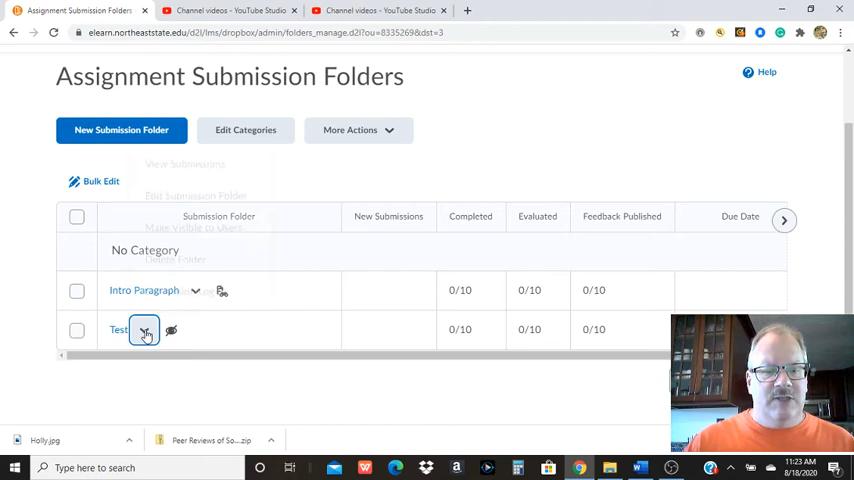 Assignment Submission Folders
Channel videos - YouTube Studio
Channel videos - YouTube Studio
elearn.northeaststate.edu/d2l/lms/dropbox/admin/folders_manage.d2l?ou=8335269&dst=3
Assignment Submission Folders
Help
New Submission Folder
Edit Categories
More Actions
View Submissions
Bulk Edit
Edit Submission Folder
Submission Folder
New Submissions
Completed
Evaluated
Feedback Published
Due Date
Make Visible to Users
No Category
Delete Folder
Intro Paragraph
0/10
0/10
0/10
Test
0/10
0/10
0/10
Holly.jpg
Peer Reviews of So....zip
Type here to search
11:23 AM
8/18/2020